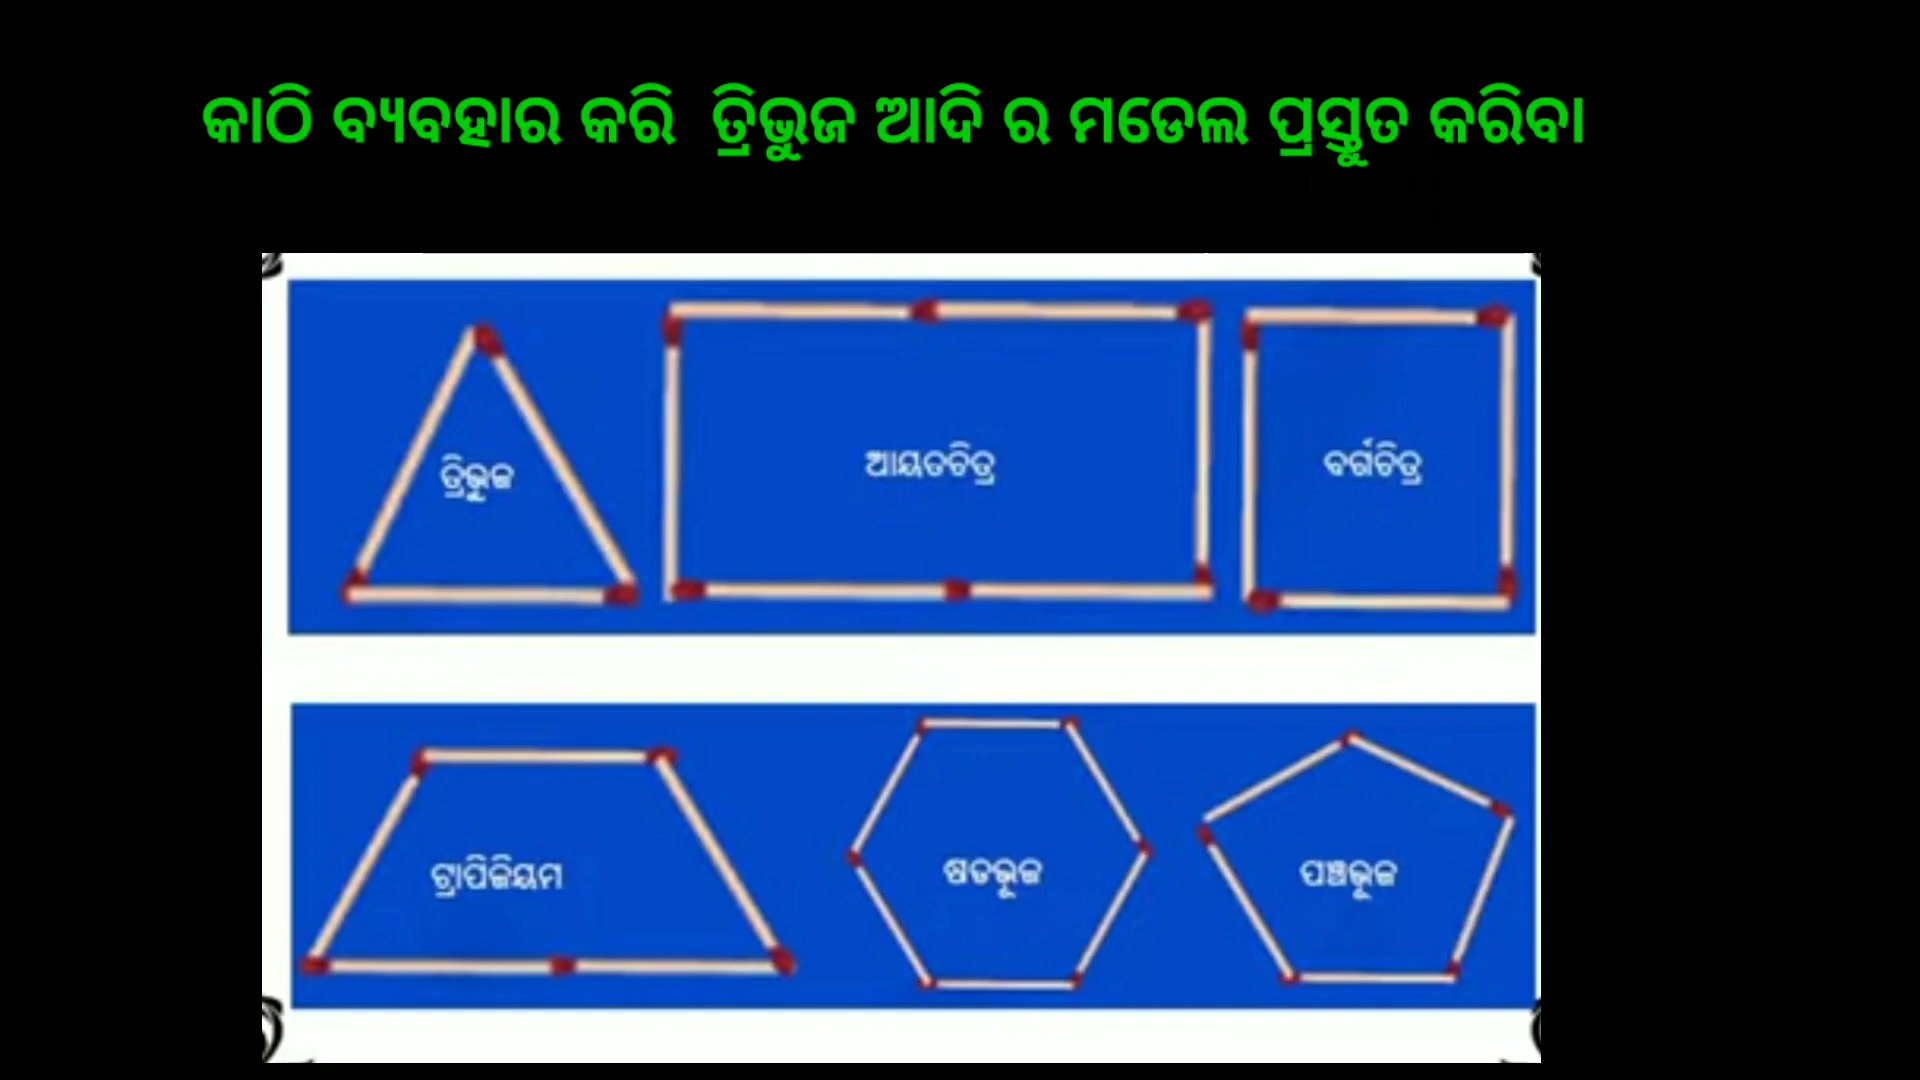 କାଠି ବ୍ୟବହାର କରି ତ୍ରିଭୁଜ ଆଦି ର ମଡେଲ ପ୍ରସ୍ତୁତ କରିବା
ତ୍ରିଭୁଜ
ଆୟତଚିତ୍ର
ବର୍ଗଚିତ୍ର
ଟ୍ରାପିଜିୟମ
ଷଡଭୂଜ
ପଞ୍ଚଭୂଜ